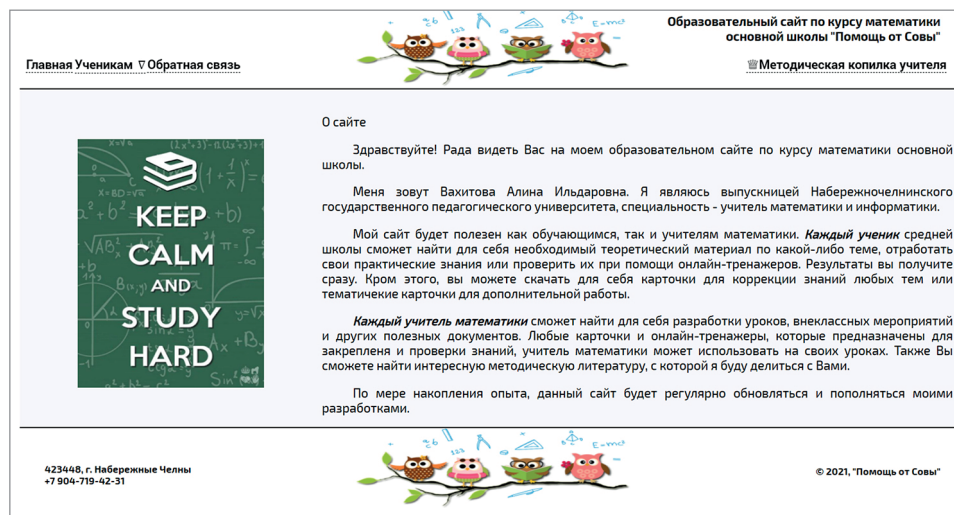 Образовательный сайт по курсу математики
основной школы "Помощь от Совы"
Главная Ученикам ∇ Обратная связь
♕Методическая копилка учителя
KEEP
CALM
AND
STUDY
HARD
О сайте
Здравствуйте! Рада видеть Вас на моем образовательном сайте по курсу математики основной
школы.
Меня зовут Вахитова Алина Ильдаровна. Я являюсь выпускницей Набережночелнинского
государственного педагогического университета, специальность - учитель математики и информатики.
Мой сайт будет полезен как обучающимся, так и учителям математики. Каждый ученик средней
школы сможет найти для себя необходимый теоретический материал по какой-либо теме, отработать
свои практические знания или проверить их при помощи онлайн-тренажеров. Результаты вы получите
сразу. Кром этого, вы можете скачать для себя карточки для коррекции знаний любых тем или
тематичекие карточки для дополнительной работы.
Каждый учитель математики сможет найти для себя разработки уроков, внеклассных мероприятий
и других полезных документов. Любые карточки и онлайн-тренажеры, которые предназначены для
закрепленя и проверки знаний, учитель математики может использовать на своих уроках. Также Вы
сможете найти интересную методическую литературу, с которой я буду делиться с Вами.
По мере накопления опыта, данный сайт будет регулярно обновляться и пополняться моими
разработками.
423448, г. Набережные Челны
+7 904-719-42-31
© 2021, "Помощь от Совы"